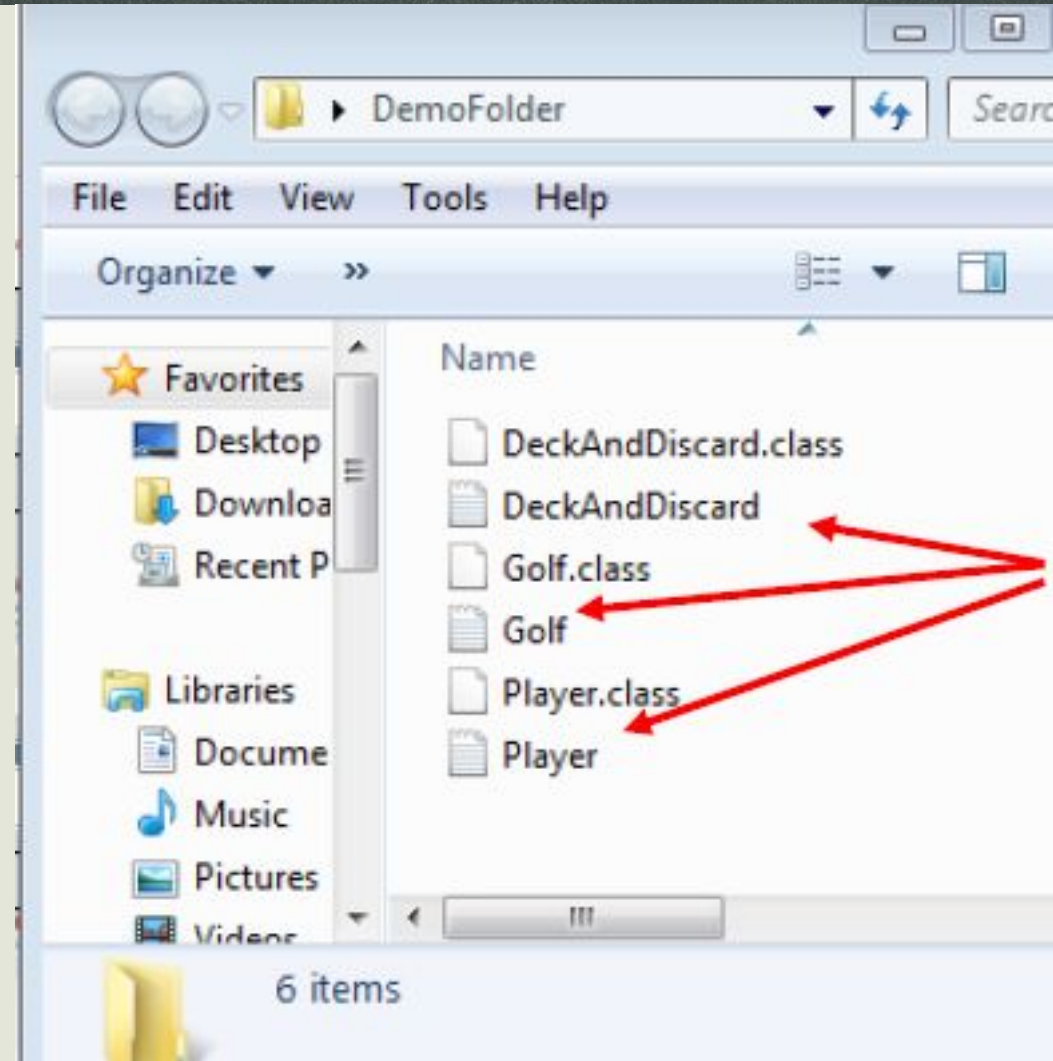 DemoFolder
Searc
File Edit View Tools Help
Organize »
Favorites
Desktop
Downloa
Recent P
Libraries
Docume
Music
Pictures
Videos
Name
DeckAndDiscard.class
DeckAndDiscard
Golf.class
Golf
Player.class
Player
6 items